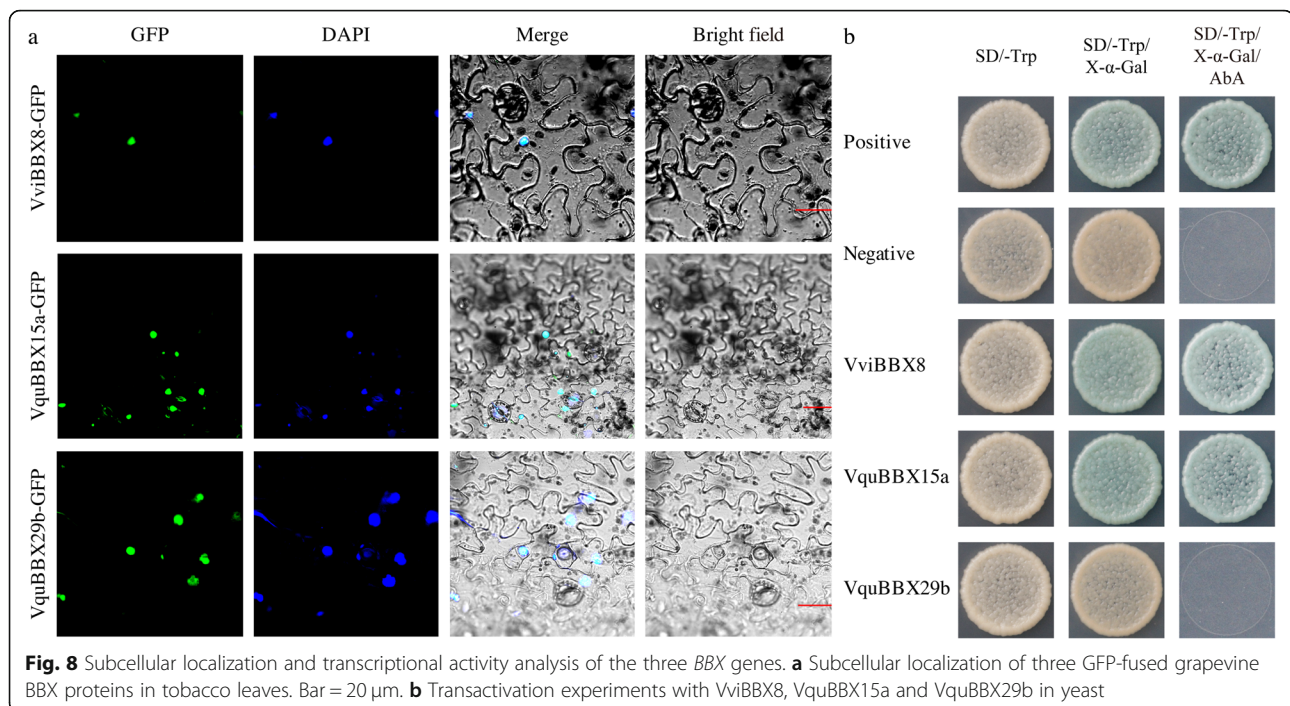 a
GFP
DAPI
Merge
Bright field
VviBBX8-GFP
VquBBX15a-GFP
VquBBX29b-GFP
b
SD/-Trp
SD/-Trp/
X-α-Gal
SD/-Trp/
X-α-Gal/
AbA
Positive
Negative
VviBBX8
VquBBX15a
VquBBX29b
Fig. 8 Subcellular localization and transcriptional activity analysis of the three BBX genes. a Subcellular localization of three GFP-fused grapevine
BBX proteins in tobacco leaves. Bar = 20 μm. b Transactivation experiments with VviBBX8, VquBBX15a and VquBBX29b in yeast